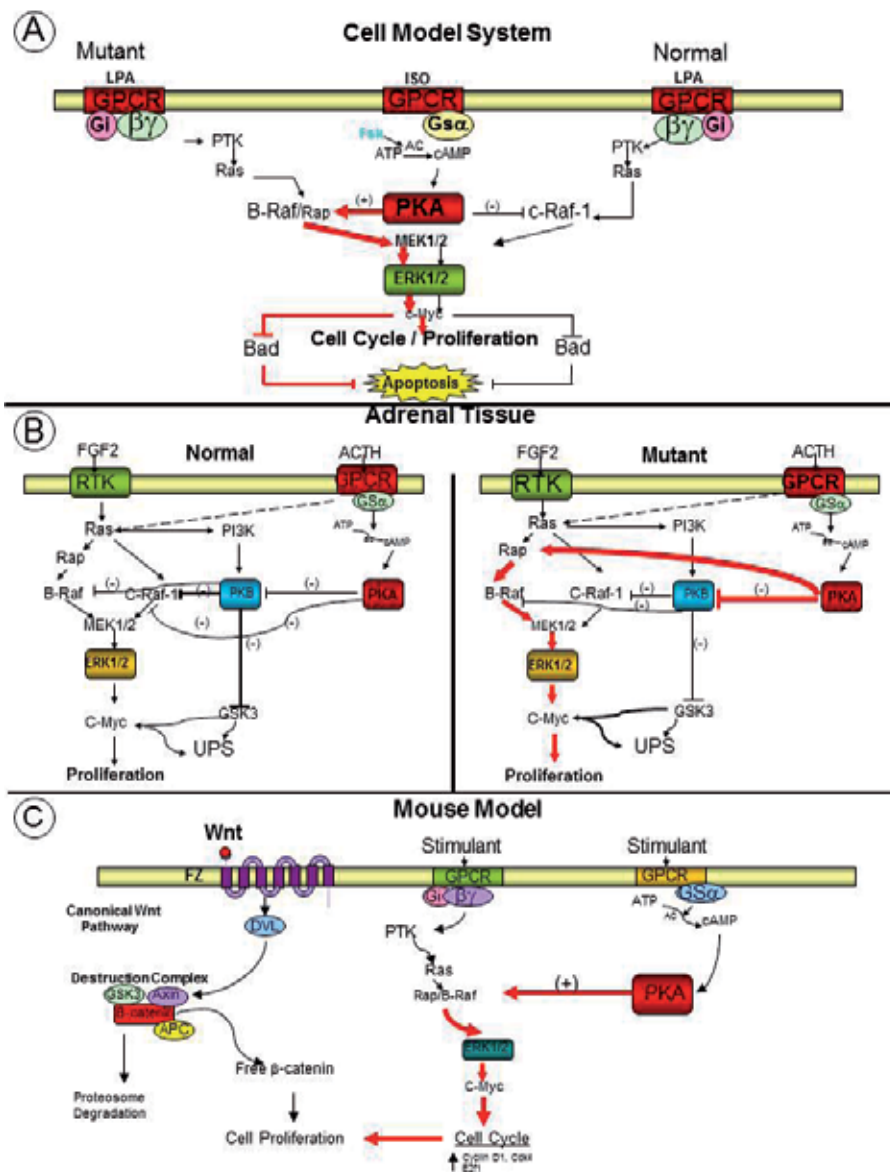 A
Cell Model System
Mutant
Normal
LPA
ISO
LPA
GPCR
GPCR
GPCR
GI
βγ
Gsα
βγ
GI
Fsk
PTK
ATP
AC
cAMP
PTK
Ras
Ras
B-Raf/Rap
(+)
PKA
(-)
c-Raf-1
MEK1/2
ERK1/2
c-Myc
Cell Cycle / Proliferation
Bad
Bad
Apoptosis
B
Adrenal Tissue
FGF2
Normal
ACTH
RTK
GPCR
GSα
Ras
PI3K
ATP
cAMP
Rap
B-Raf
(-)
C-Raf-1
(-)
PKB
(-)
PKA
MEK1/2
(-)
(-)
(-)
ERK1/2
C-Myc
GSK3
UPS
Proliferation
FGF2
Mutant
ACTH
RTK
GPCR
GSα
Ras
PI3K
ATP
cAMP
Rap
B-Raf
C-Raf-1
(-)
PKB
(-)
PKA
MEK1/2
(-)
(-)
ERK1/2
C-Myc
GSK3
UPS
Proliferation
C
Mouse Model
Wnt
Stimulant
Stimulant
FZ
GPCR
GPCR
Gi
βγ
GSα
Canonical Wnt
Pathway
DVL
PTK
ATP
AC
cAMP
Ras
Destruction Complex
GSK3
Axin
Rap/B-Raf
(+)
PKA
B-catenin
APC
ERK1/2
Free β-catenin
C-Myc
Proteosome
Degradation
Cell Proliferation
Cell Cycle
Cyclin D1,
E2f1